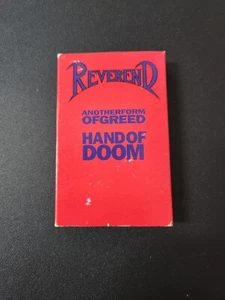 REVEREND
ANOTHERFORM
OFGREED
HAND OF
DOOM